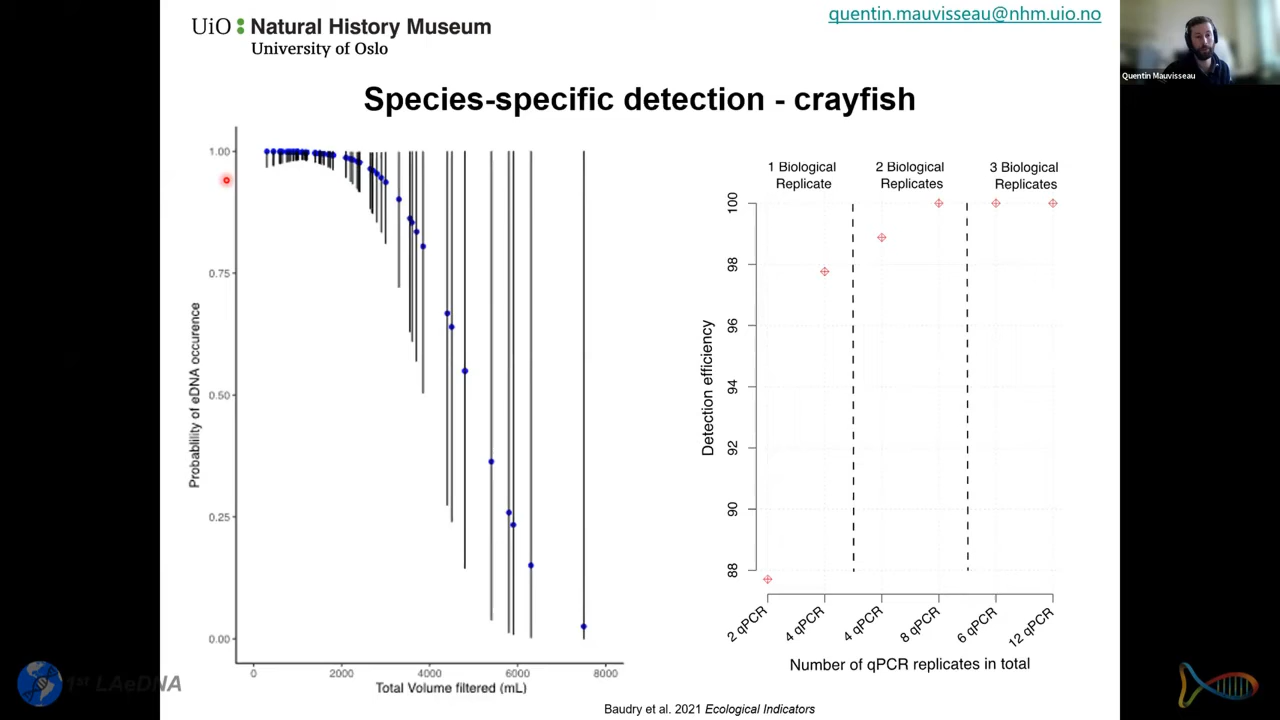 UiO : Natural History Museum
University of Oslo
quentin.mauvisseau@nhm.uio.no
Quentin Mauvisseau
Species-specific detection - crayfish
1.00
0.75
0.50
0.25
0.00
Probability of eDNA occurence
0
2000
4000
6000
8000
Total Volume filtered (mL)
1 Biological
Replicate
2 Biological
Replicates
3 Biological
Replicates
100
98
96
94
92
90
88
Detection efficiency
2 qPCR
4 qPCR
4 qPCR
8 qPCR
6 qPCR
12 qPCR
Number of qPCR replicates in total
Baudry et al. 2021 Ecological Indicators
1st LAeDNA